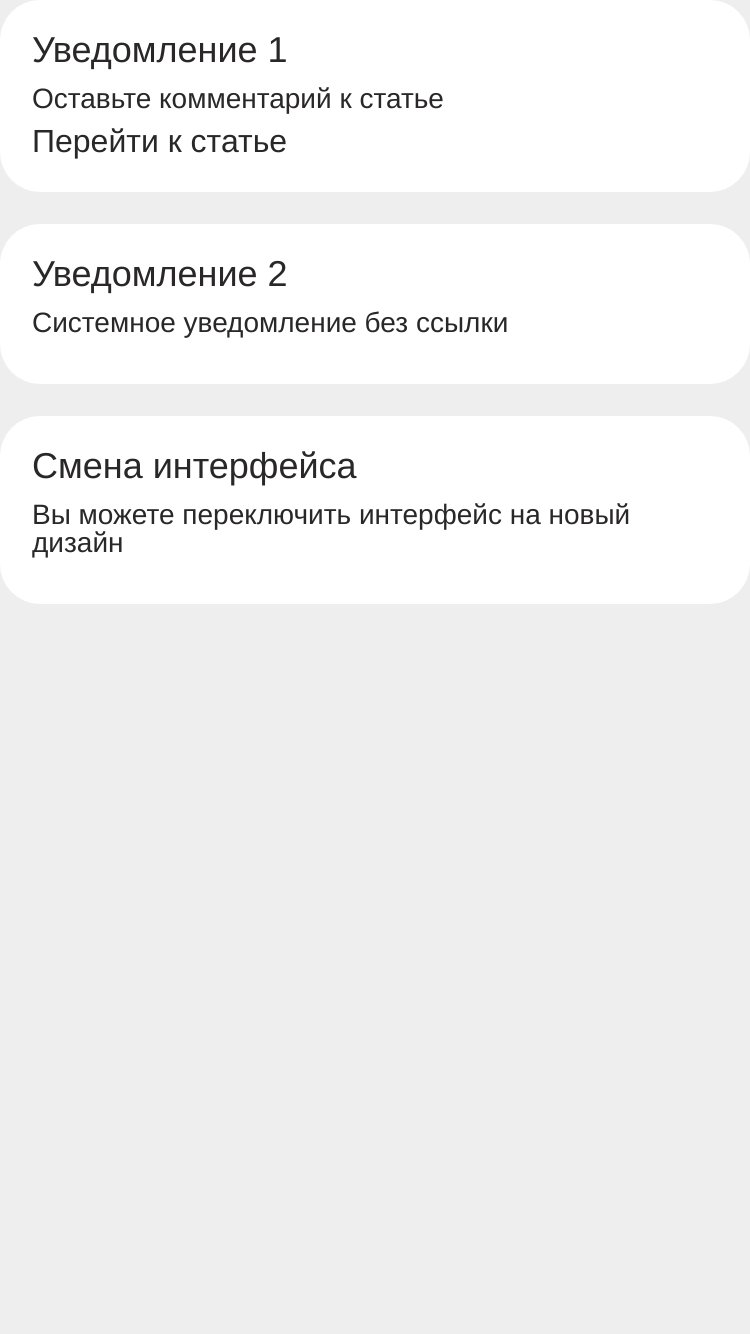 Уведомление 1
Оставьте комментарий к статье
Перейти к статье
Уведомление 2
Системное уведомление без ссылки
Смена интерфейса
Вы можете переключить интерфейс на новый
дизайн